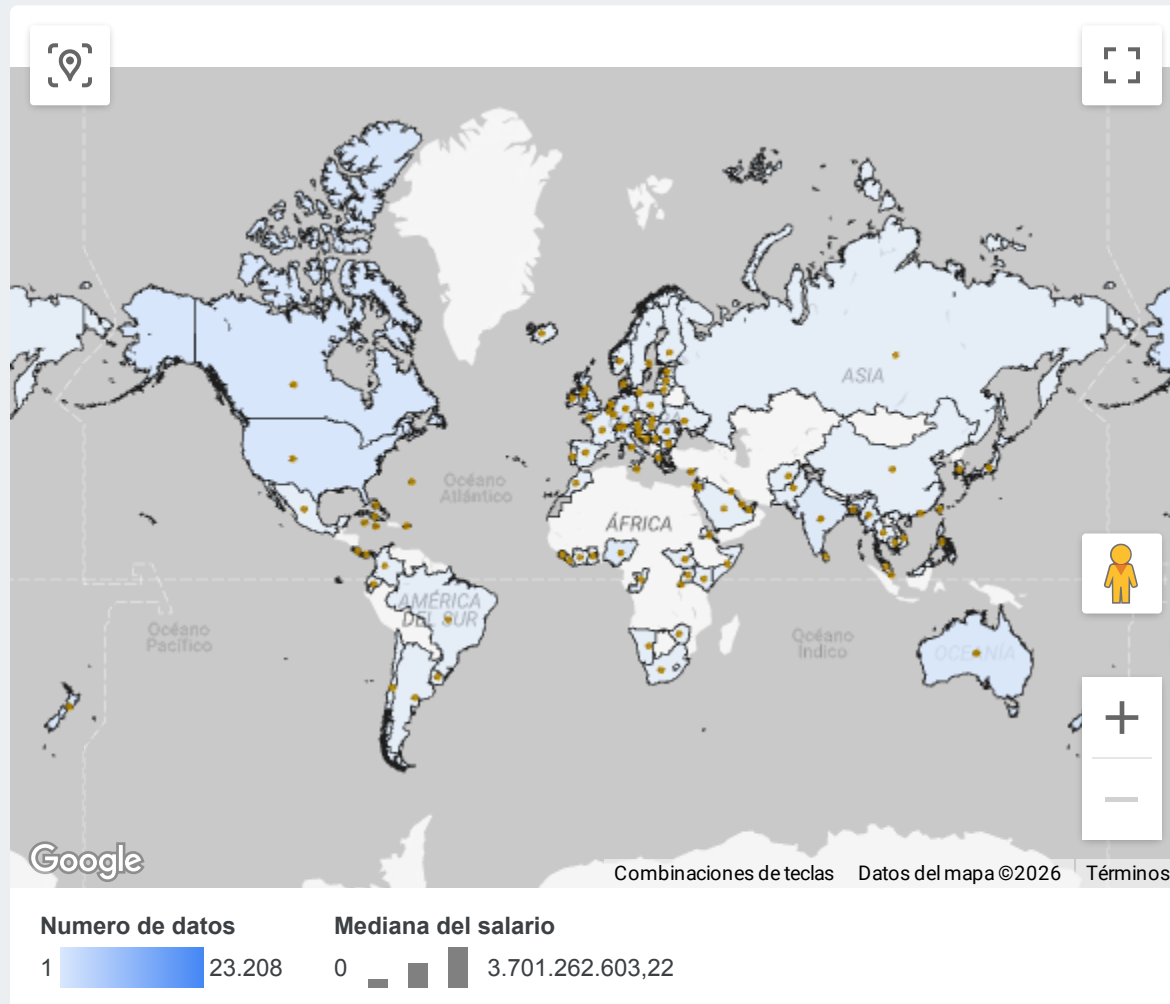 ASIA
Océano
Atlántico
ÁFRICA
AMÉRICA
DEL SUR
Océano
Pacífico
Océano
Índico
OCEANÍA
Google
Combinaciones de teclas
Datos del mapa ©2026
Términos
Numero de datos
Mediana del salario
1
23.208
0
3.701.262.603,22